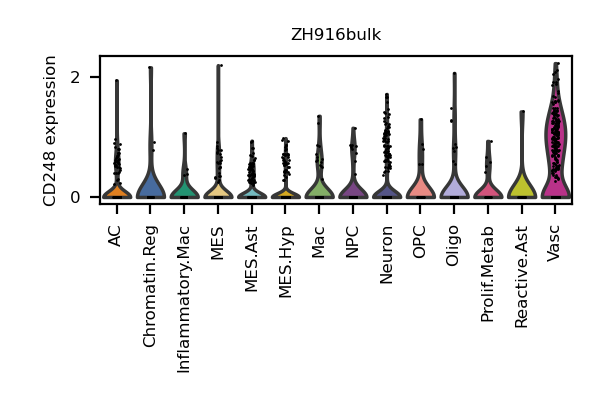 ZH916bulk
CD248 expression
2
0
AC
Chromatin.Reg
Inflammatory.Mac
MES
MES.Ast
MES.Hyp
Mac
NPC
Neuron
OPC
Oligo
Prolif.Metab
Reactive.Ast
Vasc